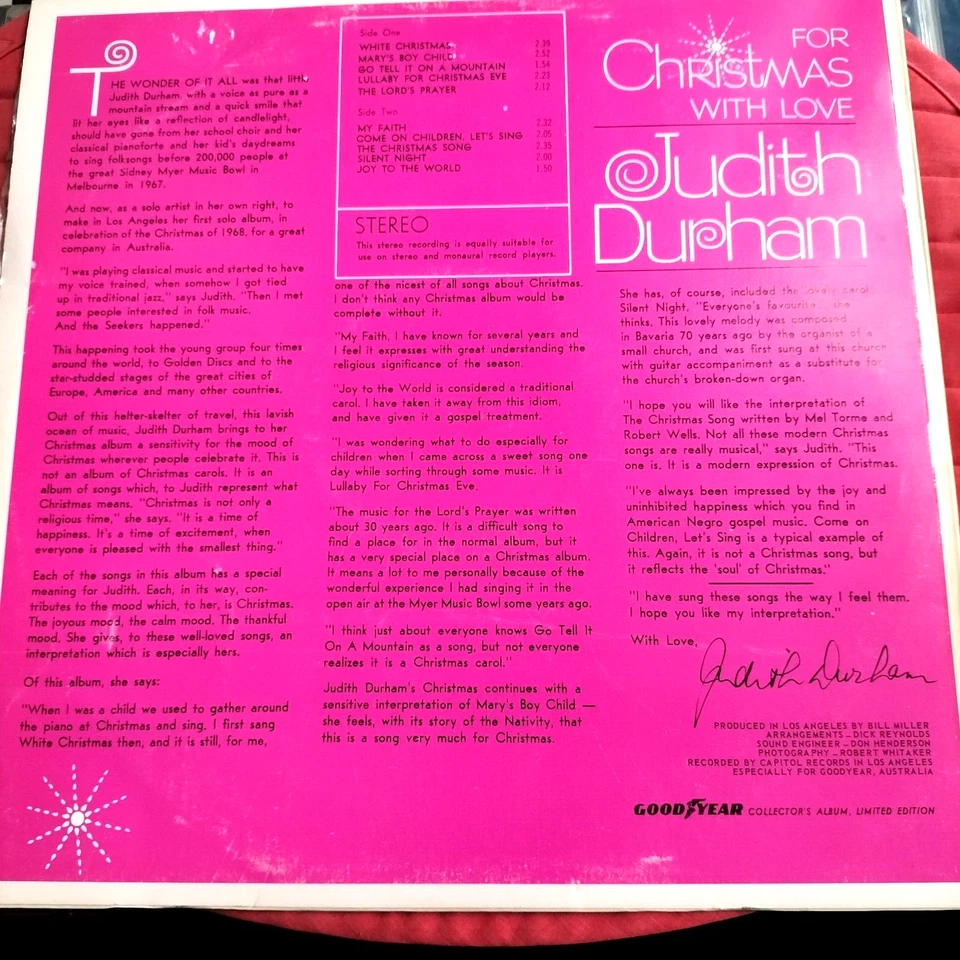 THE WONDER OF IT ALL was that little
Judith Durham, with a voice as pure as a
mountain stream and a quick smile that
lit her eyes like a reflection of candlelight,
should have gone from her school choir and her
classical pianoforte and her kid's daydreams
to sing folksongs before 200,000 people at
the great Sidney Myer Music Bowl in
Melbourne in 1967.
And now, as a solo artist in her own right, to
make in Los Angeles her first solo album, in
celebration of the Christmas of 1968, for a great
company in Australia.
"I was playing classical music and started to have
my voice trained, when somehow I got tied
up in traditional jazz," says Judith. "Then I met
some people interested in folk music.
And the Seekers happened."
This happening took the young group four times
around the world, to Golden Discs and to the
star-studded stages of the great cities of
Europe, America and many other countries.
Out of this helter-skelter of travel, this lavish
ocean of music, Judith Durham brings to her
Christmas album a sensitivity for the mood of
Christmas wherever people celebrate it. This is
not an album of Christmas carols. It is an
album of songs which, to Judith represent what
Christmas means. "Christmas is not only a
religious time," she says. "It is a time of
happiness. It's a time of excitement, when
everyone is pleased with the smallest thing."
Each of the songs in this album has a special
meaning for Judith. Each, in its way, con-
tributes to the mood which, to her, is Christmas.
The joyous mood, the calm mood. The thankful
mood. She gives, to these well-loved songs, an
interpretation which is especially hers.
Of this album, she says:
"When I was a child we used to gather around
the piano at Christmas and sing. I first sang
White Christmas then, and it is still, for me,
Side One
WHITE CHRISTMAS 2.39
MARY'S BOY CHILD 2.52
GO TELL IT ON A MOUNTAIN 1.54
LULLABY FOR CHRISTMAS EVE 2.23
THE LORD'S PRAYER 2.12
Side Two
MY FAITH 2.32
COME ON CHILDREN, LET'S SING 2.05
THE CHRISTMAS SONG 2.35
SILENT NIGHT 2.00
JOY TO THE WORLD 1.50
STEREO
This stereo recording is equally suitable for
use on stereo and monaural record players.
one of the nicest of all songs about Christmas.
I don't think any Christmas album would be
complete without it.
"My Faith, I have known for several years and
I feel it expresses with great understanding the
religious significance of the season.
"Joy to the World is considered a traditional
carol. I have taken it away from this idiom,
and have given it a gospel treatment.
"I was wondering what to do especially for
children when I came across a sweet song one
day while sorting through some music. It is
Lullaby For Christmas Eve.
"The music for the Lord's Prayer was written
about 30 years ago. It is a difficult song to
find a place for in the normal album, but it
has a very special place on a Christmas album.
It means a lot to me personally because of the
wonderful experience I had singing it in the
open air at the Myer Music Bowl some years ago.
"I think just about everyone knows Go Tell It
On A Mountain as a song, but not everyone
realizes it is a Christmas carol."
Judith Durham's Christmas continues with a
sensitive interpretation of Mary's Boy Child —
she feels, with its story of the Nativity, that
this is a song very much for Christmas.
FOR
Christmas
WITH LOVE
Judith
Durham
She has, of course, included the lovely carol
Silent Night. "Everyone's favourite", she
thinks. This lovely melody was composed
in Bavaria 70 years ago by the organist of a
small church, and was first sung at this church
with guitar accompaniment as a substitute for
the church's broken-down organ.
"I hope you will like the interpretation of
The Christmas Song written by Mel Torme and
Robert Wells. Not all these modern Christmas
songs are really musical," says Judith. "This
one is. It is a modern expression of Christmas.
"I've always been impressed by the joy and
uninhibited happiness which you find in
American Negro gospel music. Come on
Children, Let's Sing is a typical example of
this. Again, it is not a Christmas song, but
it reflects the 'soul' of Christmas."
"I have sung these songs the way I feel them.
I hope you like my interpretation."
With Love,
Judith Durham
PRODUCED IN LOS ANGELES BY BILL MILLER
ARRANGEMENTS – DICK REYNOLDS
SOUND ENGINEER – DON HENDERSON
PHOTOGRAPHY – ROBERT WHITAKER
RECORDED BY CAPITOL RECORDS IN LOS ANGELES
ESPECIALLY FOR GOODYEAR, AUSTRALIA
GOODYEAR COLLECTOR'S ALBUM, LIMITED EDITION